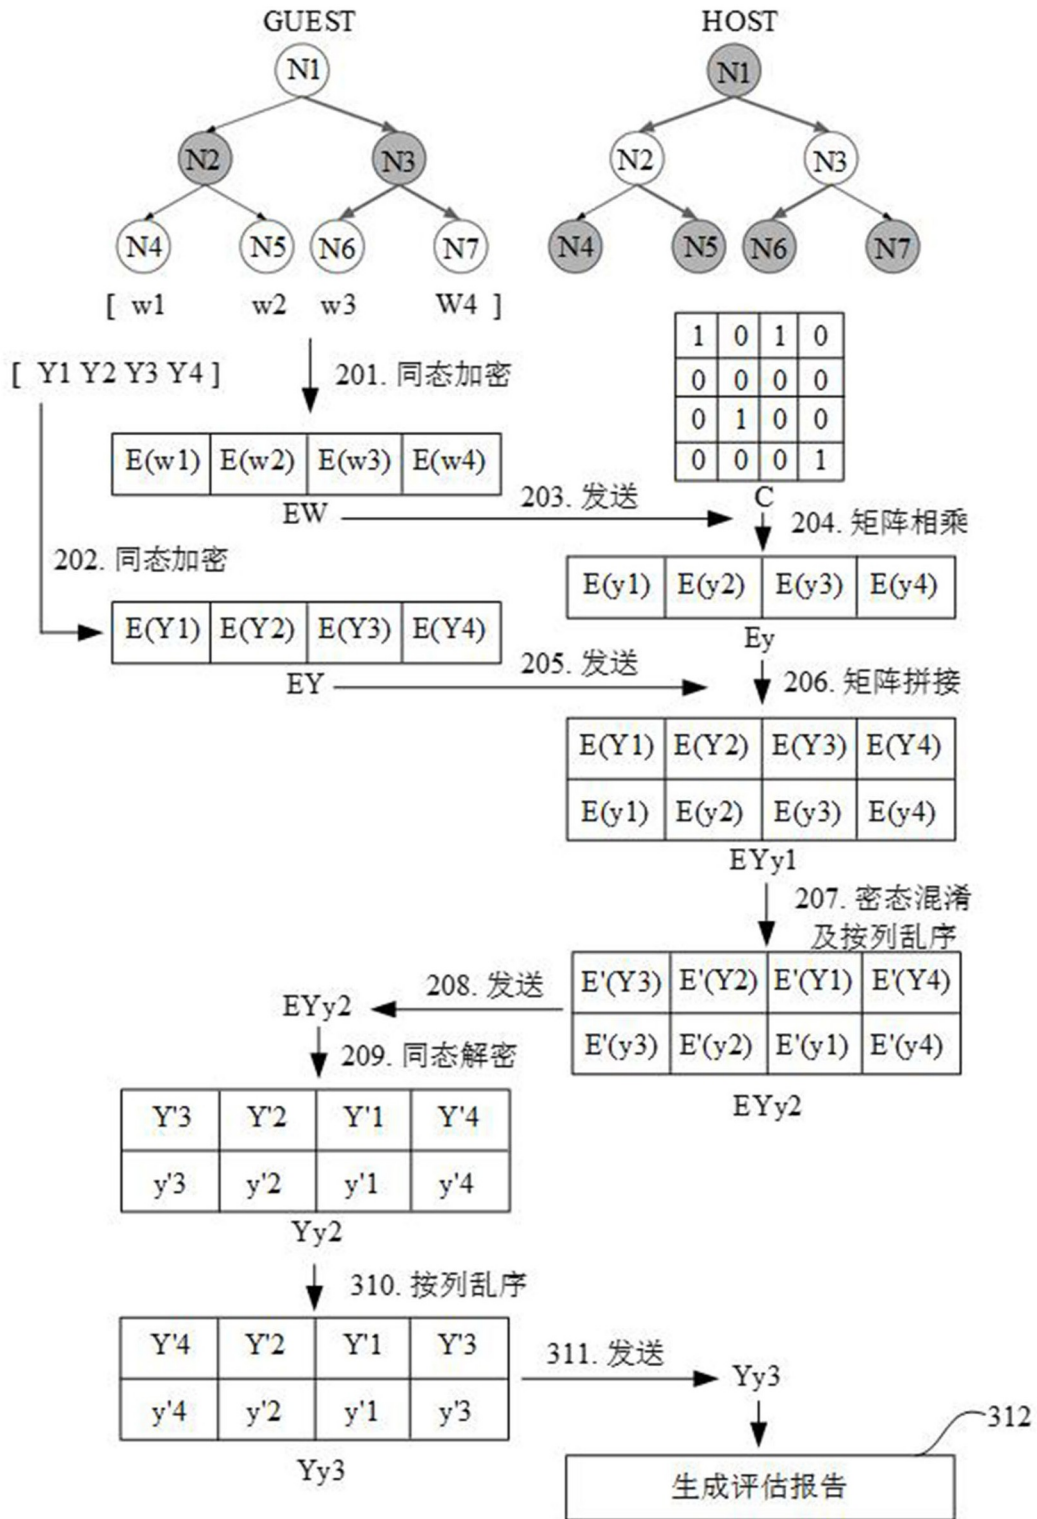 GUEST HOST
N1 N1
N2 N3 N2 N3
N4 N5 N6 N7 N4 N5 N6 N7
[ w1 w2 w3 W4 ]
1 0 1 0
0 0 0 0
0 1 0 0
0 0 0 1
C
[ Y1 Y2 Y3 Y4 ]
201. 同态加密
E(w1) E(w2) E(w3) E(w4)
EW
203. 发送
204. 矩阵相乘
202. 同态加密
E(y1) E(y2) E(y3) E(y4)
Ey
E(Y1) E(Y2) E(Y3) E(Y4)
EY
205. 发送
206. 矩阵拼接
E(Y1) E(Y2) E(Y3) E(Y4)
E(y1) E(y2) E(y3) E(y4)
EYy1
207. 密态混淆
及按列乱序
E'(Y3) E'(Y2) E'(Y1) E'(Y4)
E'(y3) E'(y2) E'(y1) E'(y4)
EYy2
208. 发送
EYy2
209. 同态解密
Y'3 Y'2 Y'1 Y'4
y'3 y'2 y'1 y'4
Yy2
310. 按列乱序
Y'4 Y'2 Y'1 Y'3
y'4 y'2 y'1 y'3
Yy3
311. 发送
Yy3
312
生成评估报告